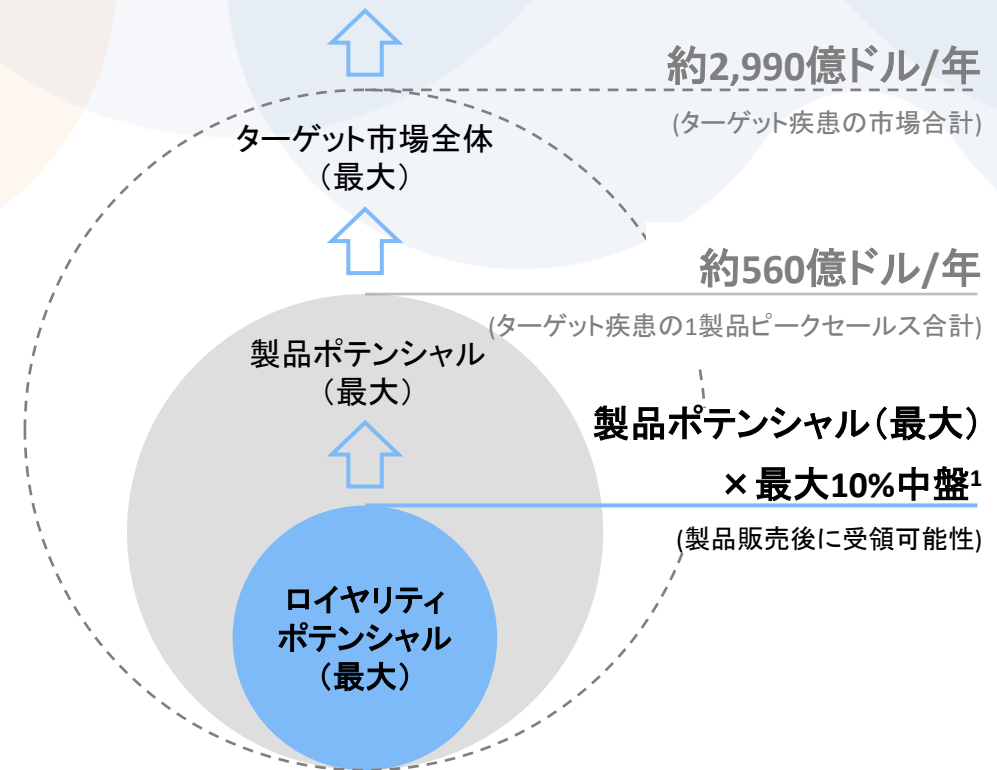 約2,990億ドル/年
(ターゲット疾患の市場合計)
ターゲット市場全体
（最大）
約560億ドル/年
(ターゲット疾患の1製品ピークセールス合計)
製品ポテンシャル
（最大）
製品ポテンシャル（最大）
×最大10%中盤¹
(製品販売後に受領可能性)
ロイヤリティ
ポテンシャル
（最大）